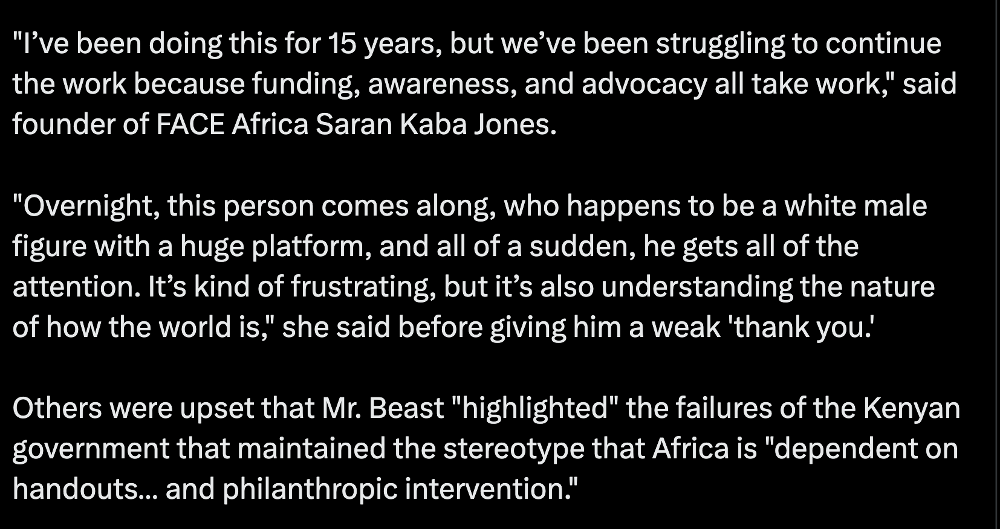 "I’ve been doing this for 15 years, but we’ve been struggling to continue
the work because funding, awareness, and advocacy all take work," said
founder of FACE Africa Saran Kaba Jones.
"Overnight, this person comes along, who happens to be a white male
figure with a huge platform, and all of a sudden, he gets all of the
attention. It’s kind of frustrating, but it’s also understanding the nature
of how the world is," she said before giving him a weak 'thank you.'
Others were upset that Mr. Beast "highlighted" the failures of the Kenyan
government that maintained the stereotype that Africa is "dependent on
handouts... and philanthropic intervention."